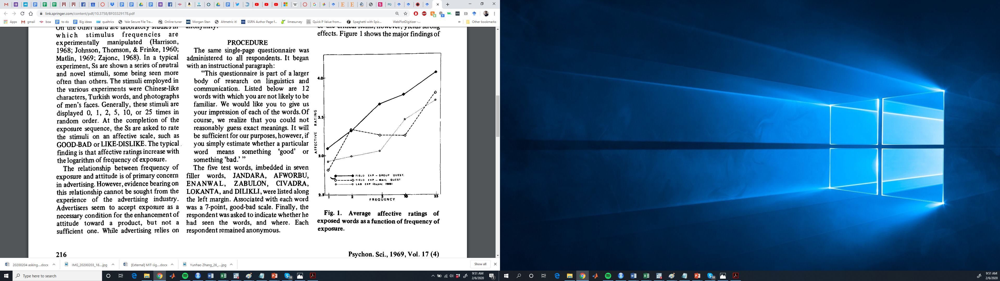 link.springer.com/content/pdf/10.3758/BF03329178.pdf
Apps gmail boa to do Big ideas qualtrics Yale Secure File Tra... Online tuner Morgan Stan Altmetric it! SSRN Author Page f... limesurvey Quick P Value from... Spaghetti with Spic... WebPlotDigitizer -... » Other bookmarks
On the other hand are laboratory studies in
which stimulus frequencies are
experimentally manipulated (Harrison,
1968; Johnson, Thomson, & Frinke, 1960;
Matlin, 1969; Zajonc, 1968). In a typical
experiment, Ss are shown a series of neutral
and novel stimuli, some being seen more
often than others. The stimuli employed in
the various experiments were Chinese-like
characters, Turkish words, and photographs
of men's faces. Generally, these stimuli are
displayed 0, 1, 2, 5, 10, or 25 times in
random order. At the completion of the
exposure sequence, the Ss are asked to rate
the stimuli on an affective scale, such as
GOOD-BAD or LIKE-DISLIKE. The typical
finding is that affective ratings increase with
the logarithm of frequency of exposure.
The relationship between frequency of
exposure and attitude is of primary concern
in advertising. However, evidence bearing on
this relationship cannot be sought from the
experience of the advertising industry.
Advertisers seem to accept exposure as a
necessary condition for the enhancement of
attitude toward a product, but not a
sufficient one. While advertising relies on
216
anonymity.
PROCEDURE
The same single-page questionnaire was
administered to all respondents. It began
with an instructional paragraph:
"This questionnaire is part of a larger
body of research on linguistics and
communication. Listed below are 12
words with which you are not likely to be
familiar. We would like you to give us
your impression of each of the words. Of
course, we realize that you could not
reasonably guess exact meanings. It will
be sufficient for our purposes, however, if
you simply estimate whether a particular
word means something 'good' or
something 'bad.' "
The five test words, imbedded in seven
filler words, JANDARA, AFWORBU,
ENANWAL, ZABULON, CIVADRA,
LOKANTA, and DILIKLI, were listed along
the left margin. Associated with each word
was a 7-point, good-bad scale. Finally, the
respondent was asked to indicate whether he
had seen the words, and where. Each
respondent remained anonymous.
of the critical items, however, yields strong
effects. Figure 1 shows the major findings of
4.0
3.5
3.0
2.5
AFFECTIVE RATING
FIELD EXP - GROUP QUEST.
FIELD EXP - MAIL QUEST
LAB EXP (Zajonc, 1968)
1 2 5 10 25
FREQUENCY
Fig. 1. Average affective ratings of
exposed words as a function of frequency of
exposure.
Psychon. Sci., 1969, Vol. 17 (4)
20200204 asking....docx IMG_20200203_18....jpg [External] MIT-Jig....docx Yunhao Zhang_26_....jpg Show all
Type here to search
9:51 AM
2/6/2020
9:51 AM
2/6/2020